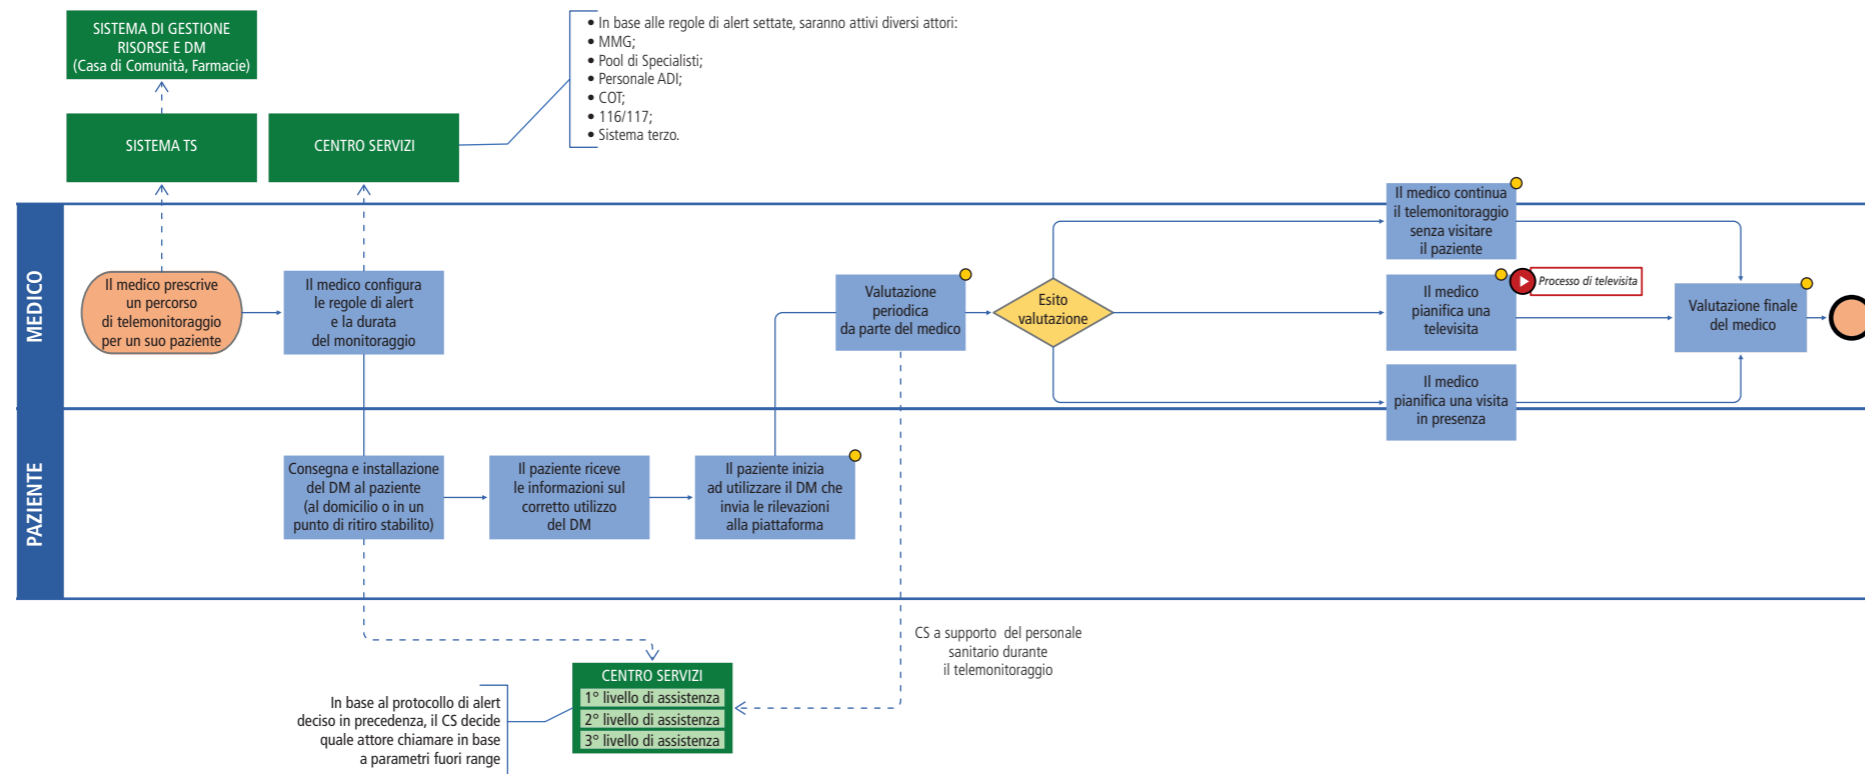 SISTEMA DI GESTIONE
RISORSE E DM
(Casa di Comunità, Farmacie)
SISTEMA TS
CENTRO SERVIZI
• In base alle regole di alert settate, saranno attivi diversi attori:
• MMG;
• Pool di Specialisti;
• Personale ADI;
• COT;
• 116/117;
• Sistema terzo.
MEDICO
Il medico prescrive
un percorso
di telemonitoraggio
per un suo paziente
Il medico configura
le regole di alert
e la durata
del monitoraggio
Valutazione
periodica
da parte del medico
Esito
valutazione
Il medico continua
il telemonitoraggio
senza visitare
il paziente
Il medico
pianifica una
televisita
Processo di televisita
Il medico
pianifica una visita
in presenza
Valutazione finale
del medico
PAZIENTE
Consegna e installazione
del DM al paziente
(al domicilio o in un
punto di ritiro stabilito)
Il paziente riceve
le informazioni sul
corretto utilizzo
del DM
Il paziente inizia
ad utilizzare il DM che
invia le rilevazioni
alla piattaforma
CS a supporto del personale
sanitario durante
il telemonitoraggio
CENTRO SERVIZI
1° livello di assistenza
2° livello di assistenza
3° livello di assistenza
In base al protocollo di alert
deciso in precedenza, il CS decide
quale attore chiamare in base
a parametri fuori range